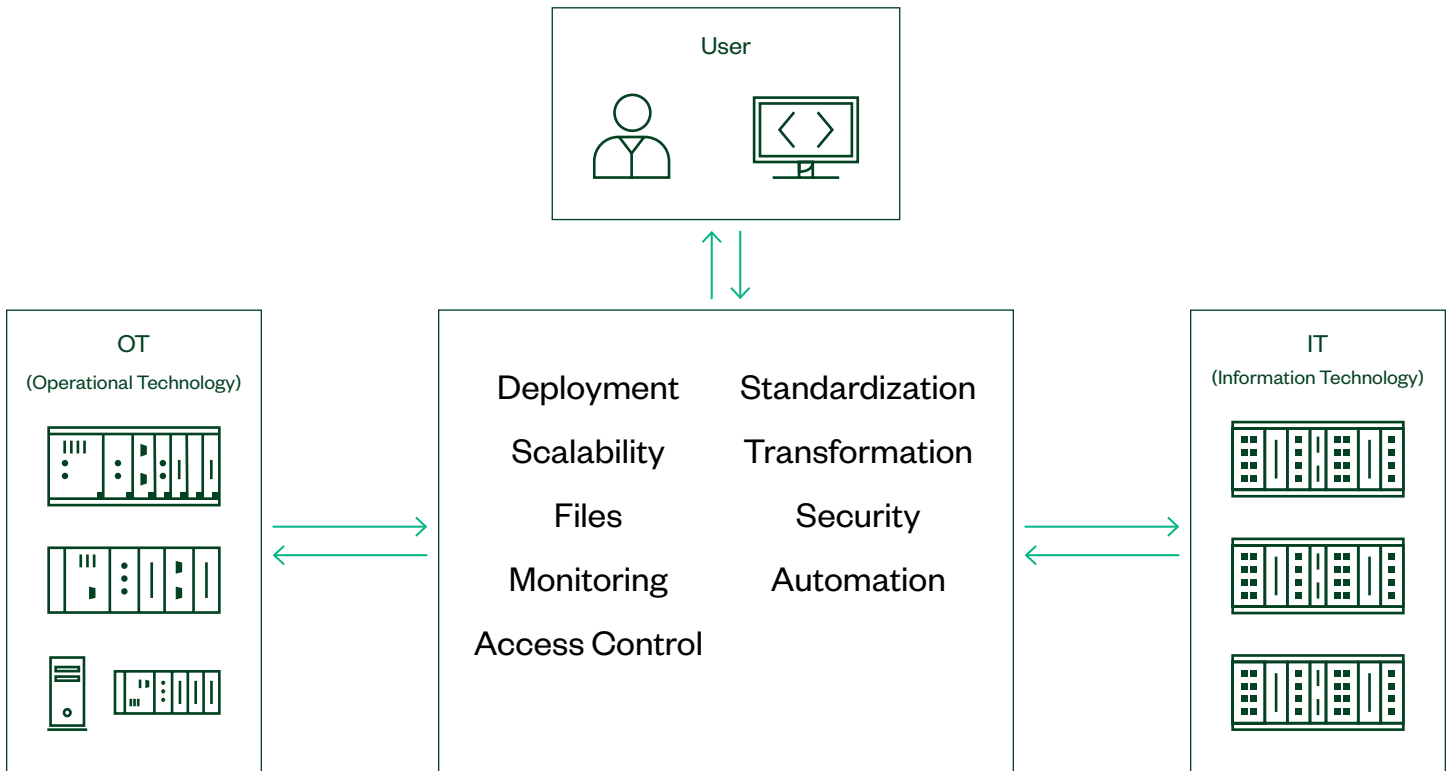 User
OT
(Operational Technology)
Deployment
Scalability
Files
Monitoring
Access Control
Standardization
Transformation
Security
Automation
IT
(Information Technology)